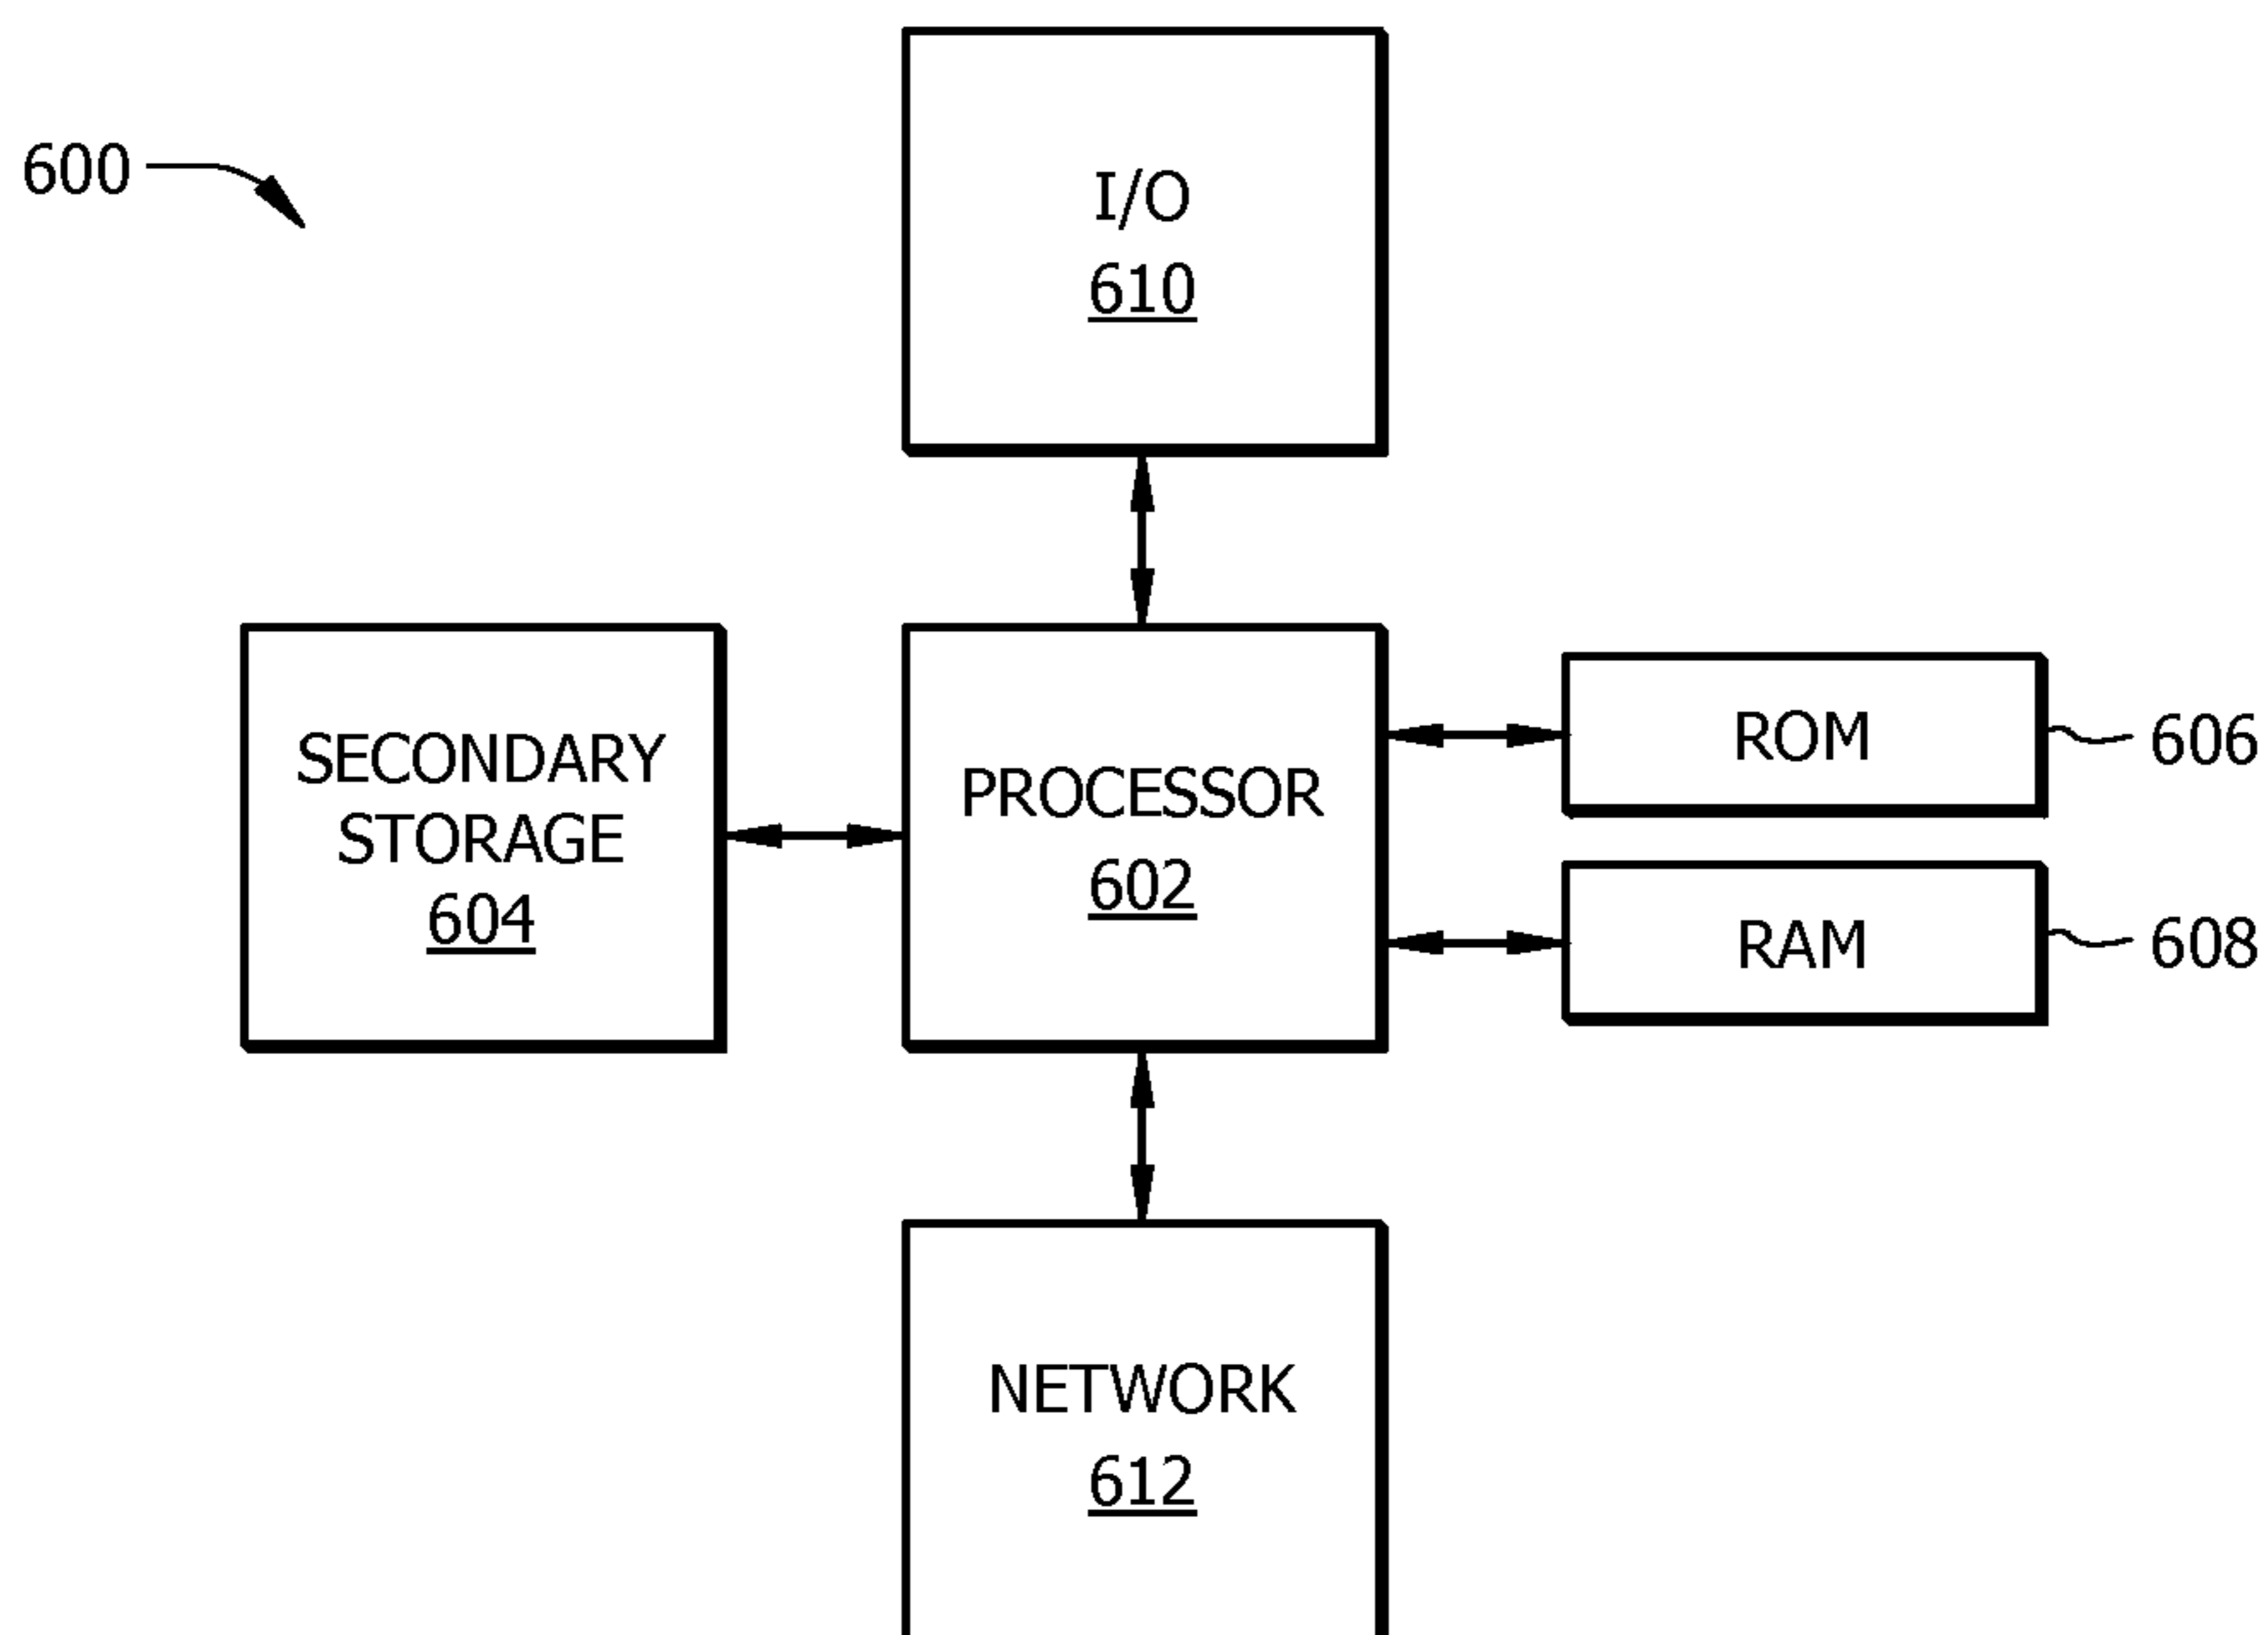 600
I/O
610
SECONDARY
STORAGE
604
PROCESSOR
602
ROM
606
RAM
608
NETWORK
612